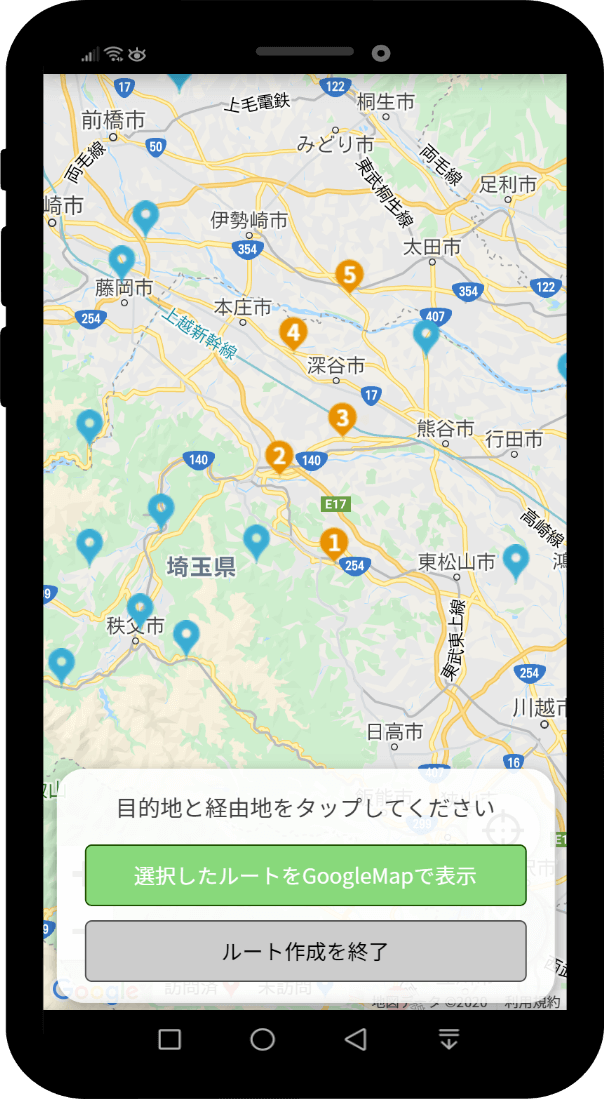 17
122
上毛電鉄
桐生市
前橋市
50
みどり市
両毛線
両毛線
東武桐生線
足利市
崎市
伊勢崎市
354
太田市
5
藤岡市
354
122
本庄市
254
407
上越新幹線
4
深谷市
17
3
熊谷市
行田市
140
2
140
E17
高崎線
1
254
埼玉県
東松山市
鴻
9
秩父市
東武東上線
254
川越市
日高市
16
407
目的地と経由地をタップしてください
選択したルートをGoogleMapで表示
E1
沢市
ルート作成を終了
9
Google
訪問済
未訪問
©2020
利用規約